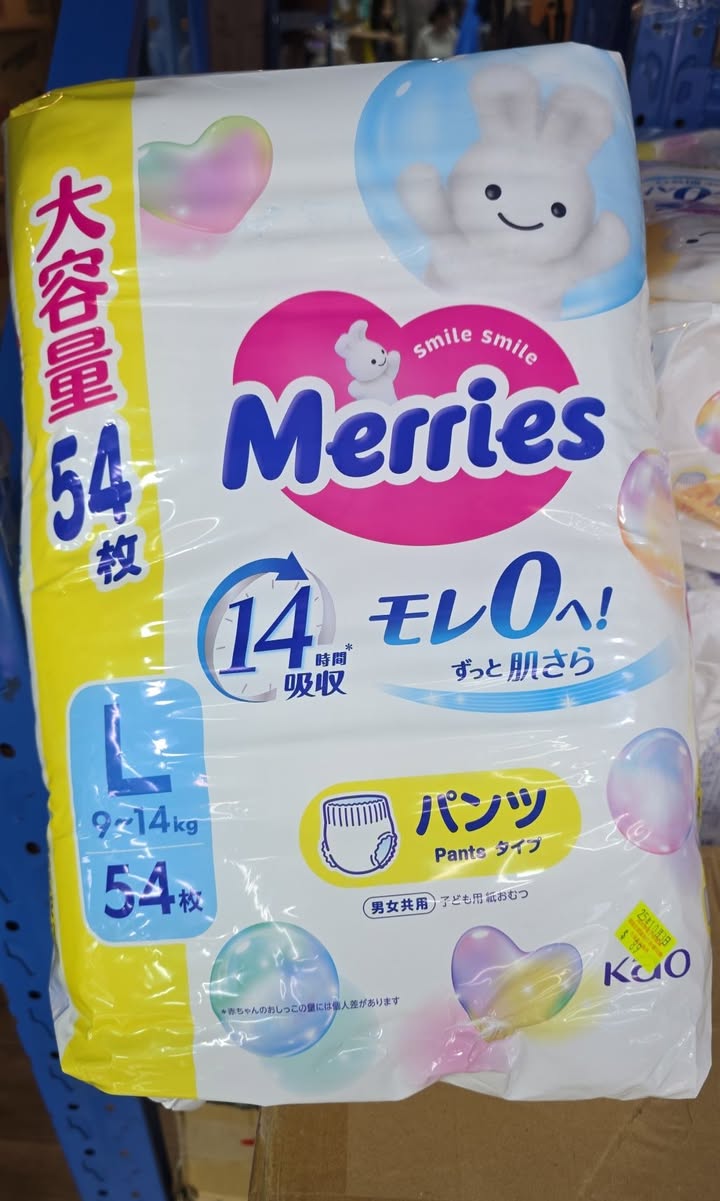 大容量
54
枚
smile smile
Merries
14
時間*
吸収
モレ0へ!
ずっと肌さら
L
9~14kg
54枚
パンツ
Pants タイプ
男女共用 子ども用 紙おむつ
Kao
*赤ちゃんのおしっこの量には個人差があります